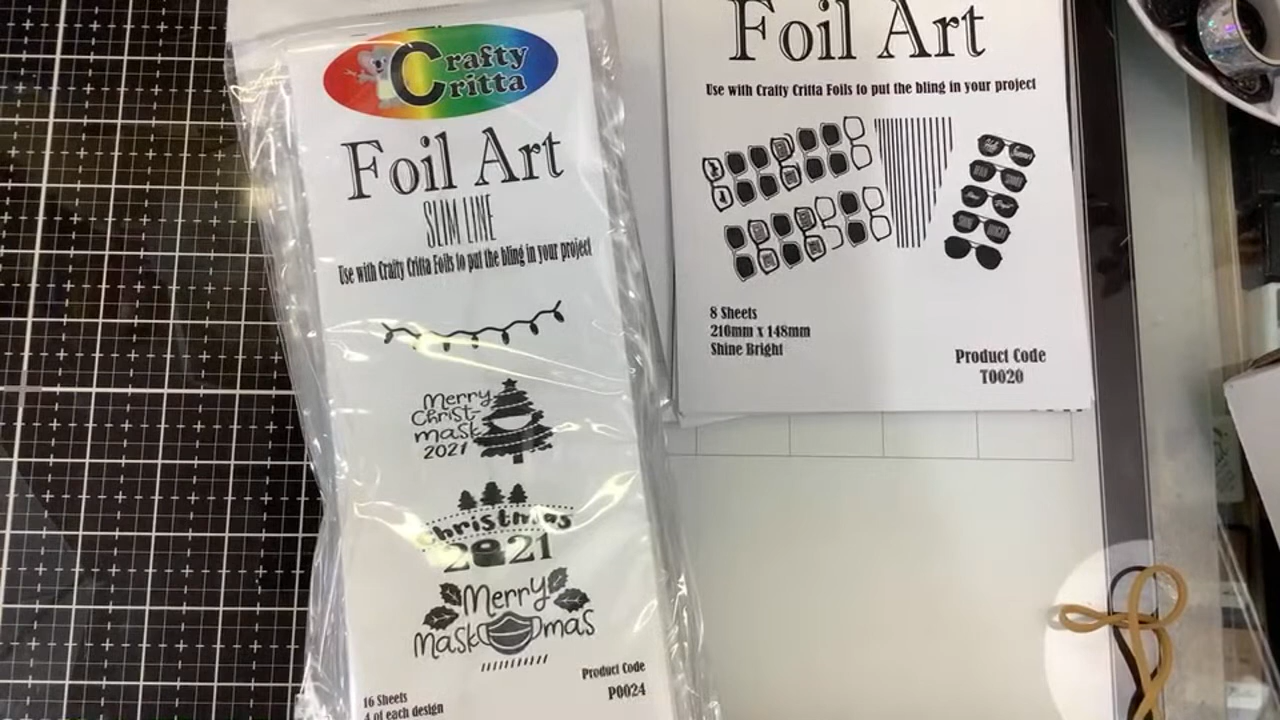 Crafty
Critta
Foil Art
SLIM LINE
Use with Crafty Critta Foils to put the bling in your project
Merry
Christ-
mask
2021
Christmas
2021
Merry
Mask mas
Product Code
P0024
16 Sheets
4 of each design
Foil Art
Use with Crafty Critta Foils to put the bling in your project
8 Sheets
210mm x 148mm
Shine Bright
Product Code
T0020